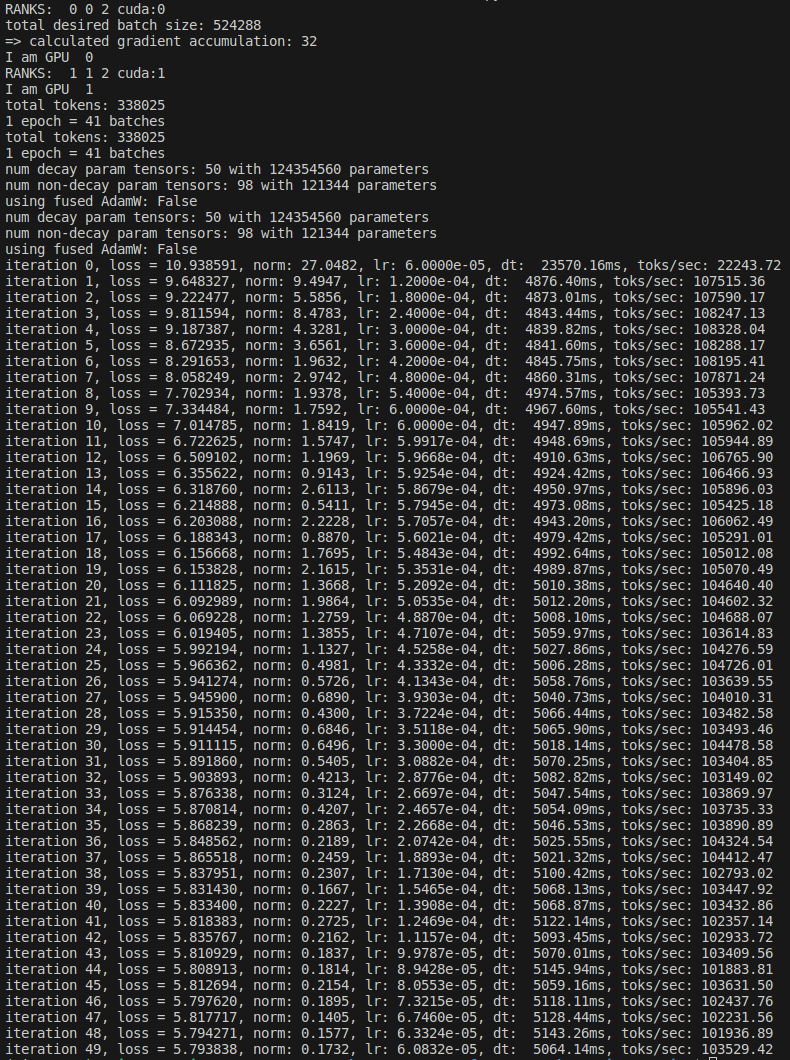 RANKS:  0 0 2 cuda:0
total desired batch size: 524288
=> calculated gradient accumulation: 32
I am GPU  0
RANKS:  1 1 2 cuda:1
I am GPU  1
total tokens: 338025
1 epoch = 41 batches
total tokens: 338025
1 epoch = 41 batches
num decay param tensors: 50 with 124354560 parameters
num non-decay param tensors: 98 with 121344 parameters
using fused AdamW: False
num decay param tensors: 50 with 124354560 parameters
num non-decay param tensors: 98 with 121344 parameters
using fused AdamW: False
iteration 0, loss = 10.938591, norm: 27.0482, lr: 6.0000e-05, dt:  23570.16ms, toks/sec: 22243.72
iteration 1, loss = 9.648327, norm: 9.4947, lr: 1.2000e-04, dt:  4876.40ms, toks/sec: 107515.36
iteration 2, loss = 9.222477, norm: 5.5856, lr: 1.8000e-04, dt:  4873.01ms, toks/sec: 107590.17
iteration 3, loss = 9.811594, norm: 8.4783, lr: 2.4000e-04, dt:  4843.44ms, toks/sec: 108247.13
iteration 4, loss = 9.187387, norm: 4.3281, lr: 3.0000e-04, dt:  4839.82ms, toks/sec: 108328.04
iteration 5, loss = 8.672935, norm: 3.6561, lr: 3.6000e-04, dt:  4841.60ms, toks/sec: 108288.17
iteration 6, loss = 8.291653, norm: 1.9632, lr: 4.2000e-04, dt:  4845.75ms, toks/sec: 108195.41
iteration 7, loss = 8.058249, norm: 2.9742, lr: 4.8000e-04, dt:  4860.31ms, toks/sec: 107871.24
iteration 8, loss = 7.702934, norm: 1.9378, lr: 5.4000e-04, dt:  4974.57ms, toks/sec: 105393.73
iteration 9, loss = 7.334484, norm: 1.7592, lr: 6.0000e-04, dt:  4967.60ms, toks/sec: 105541.43
iteration 10, loss = 7.014785, norm: 1.8419, lr: 6.0000e-04, dt:  4947.89ms, toks/sec: 105962.02
iteration 11, loss = 6.722625, norm: 1.5747, lr: 5.9917e-04, dt:  4948.69ms, toks/sec: 105944.89
iteration 12, loss = 6.509102, norm: 1.1969, lr: 5.9668e-04, dt:  4910.63ms, toks/sec: 106765.90
iteration 13, loss = 6.355622, norm: 0.9143, lr: 5.9254e-04, dt:  4924.42ms, toks/sec: 106466.93
iteration 14, loss = 6.318760, norm: 2.6113, lr: 5.8679e-04, dt:  4950.97ms, toks/sec: 105896.03
iteration 15, loss = 6.214888, norm: 0.5411, lr: 5.7945e-04, dt:  4973.08ms, toks/sec: 105425.18
iteration 16, loss = 6.203088, norm: 2.2228, lr: 5.7057e-04, dt:  4943.20ms, toks/sec: 106062.49
iteration 17, loss = 6.188343, norm: 0.8870, lr: 5.6021e-04, dt:  4979.42ms, toks/sec: 105291.01
iteration 18, loss = 6.156668, norm: 1.7695, lr: 5.4843e-04, dt:  4992.64ms, toks/sec: 105012.08
iteration 19, loss = 6.153828, norm: 2.1615, lr: 5.3531e-04, dt:  4989.87ms, toks/sec: 105070.49
iteration 20, loss = 6.111825, norm: 1.3668, lr: 5.2092e-04, dt:  5010.38ms, toks/sec: 104640.40
iteration 21, loss = 6.092989, norm: 1.9864, lr: 5.0535e-04, dt:  5012.20ms, toks/sec: 104602.32
iteration 22, loss = 6.069228, norm: 1.2759, lr: 4.8870e-04, dt:  5008.10ms, toks/sec: 104688.07
iteration 23, loss = 6.019405, norm: 1.3855, lr: 4.7107e-04, dt:  5059.97ms, toks/sec: 103614.83
iteration 24, loss = 5.992194, norm: 1.1327, lr: 4.5258e-04, dt:  5027.86ms, toks/sec: 104276.59
iteration 25, loss = 5.966362, norm: 0.4981, lr: 4.3332e-04, dt:  5006.28ms, toks/sec: 104726.01
iteration 26, loss = 5.941274, norm: 0.5726, lr: 4.1343e-04, dt:  5058.76ms, toks/sec: 103639.55
iteration 27, loss = 5.945900, norm: 0.6890, lr: 3.9303e-04, dt:  5040.73ms, toks/sec: 104010.31
iteration 28, loss = 5.915350, norm: 0.4300, lr: 3.7224e-04, dt:  5066.44ms, toks/sec: 103482.58
iteration 29, loss = 5.914454, norm: 0.6846, lr: 3.5118e-04, dt:  5065.90ms, toks/sec: 103493.46
iteration 30, loss = 5.911115, norm: 0.6496, lr: 3.3000e-04, dt:  5018.14ms, toks/sec: 104478.58
iteration 31, loss = 5.891860, norm: 0.5405, lr: 3.0882e-04, dt:  5070.25ms, toks/sec: 103404.85
iteration 32, loss = 5.903893, norm: 0.4213, lr: 2.8776e-04, dt:  5082.82ms, toks/sec: 103149.02
iteration 33, loss = 5.876338, norm: 0.3124, lr: 2.6697e-04, dt:  5047.54ms, toks/sec: 103869.97
iteration 34, loss = 5.870814, norm: 0.4207, lr: 2.4657e-04, dt:  5054.09ms, toks/sec: 103735.33
iteration 35, loss = 5.868239, norm: 0.2863, lr: 2.2668e-04, dt:  5046.53ms, toks/sec: 103890.89
iteration 36, loss = 5.848562, norm: 0.2189, lr: 2.0742e-04, dt:  5025.55ms, toks/sec: 104324.54
iteration 37, loss = 5.865518, norm: 0.2459, lr: 1.8893e-04, dt:  5021.32ms, toks/sec: 104412.47
iteration 38, loss = 5.837951, norm: 0.2307, lr: 1.7130e-04, dt:  5100.42ms, toks/sec: 102793.02
iteration 39, loss = 5.831430, norm: 0.1667, lr: 1.5465e-04, dt:  5068.13ms, toks/sec: 103447.92
iteration 40, loss = 5.833400, norm: 0.2227, lr: 1.3908e-04, dt:  5068.87ms, toks/sec: 103432.86
iteration 41, loss = 5.818383, norm: 0.2725, lr: 1.2469e-04, dt:  5122.14ms, toks/sec: 102357.14
iteration 42, loss = 5.835767, norm: 0.2162, lr: 1.1157e-04, dt:  5093.45ms, toks/sec: 102933.72
iteration 43, loss = 5.810929, norm: 0.1837, lr: 9.9787e-05, dt:  5070.01ms, toks/sec: 103409.56
iteration 44, loss = 5.808913, norm: 0.1814, lr: 8.9428e-05, dt:  5145.94ms, toks/sec: 101883.81
iteration 45, loss = 5.812694, norm: 0.2154, lr: 8.0553e-05, dt:  5059.16ms, toks/sec: 103631.50
iteration 46, loss = 5.797620, norm: 0.1895, lr: 7.3215e-05, dt:  5118.11ms, toks/sec: 102437.76
iteration 47, loss = 5.817717, norm: 0.1405, lr: 6.7460e-05, dt:  5128.44ms, toks/sec: 102231.56
iteration 48, loss = 5.794271, norm: 0.1577, lr: 6.3324e-05, dt:  5143.26ms, toks/sec: 101936.89
iteration 49, loss = 5.793838, norm: 0.1732, lr: 6.0832e-05, dt:  5064.14ms, toks/sec: 103529.42